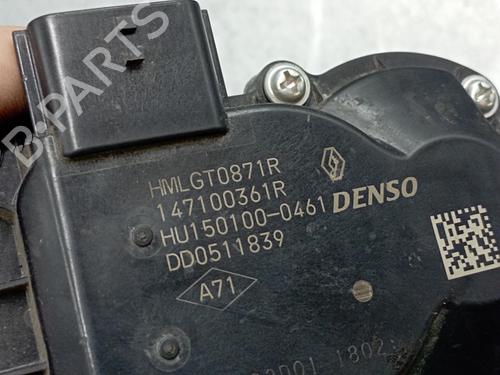 HMLGT0871R
147100361R
HU150100-0461 DENSO
DD0511839
A71
B-PARTS